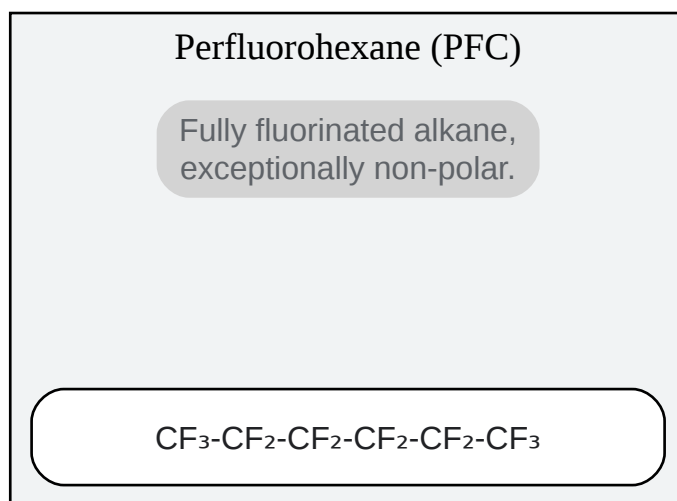 Perfluorohexane (PFC)
Fully fluorinated alkane,
exceptionally non-polar.
CF₃-CF₂-CF₂-CF₂-CF₂-CF₃